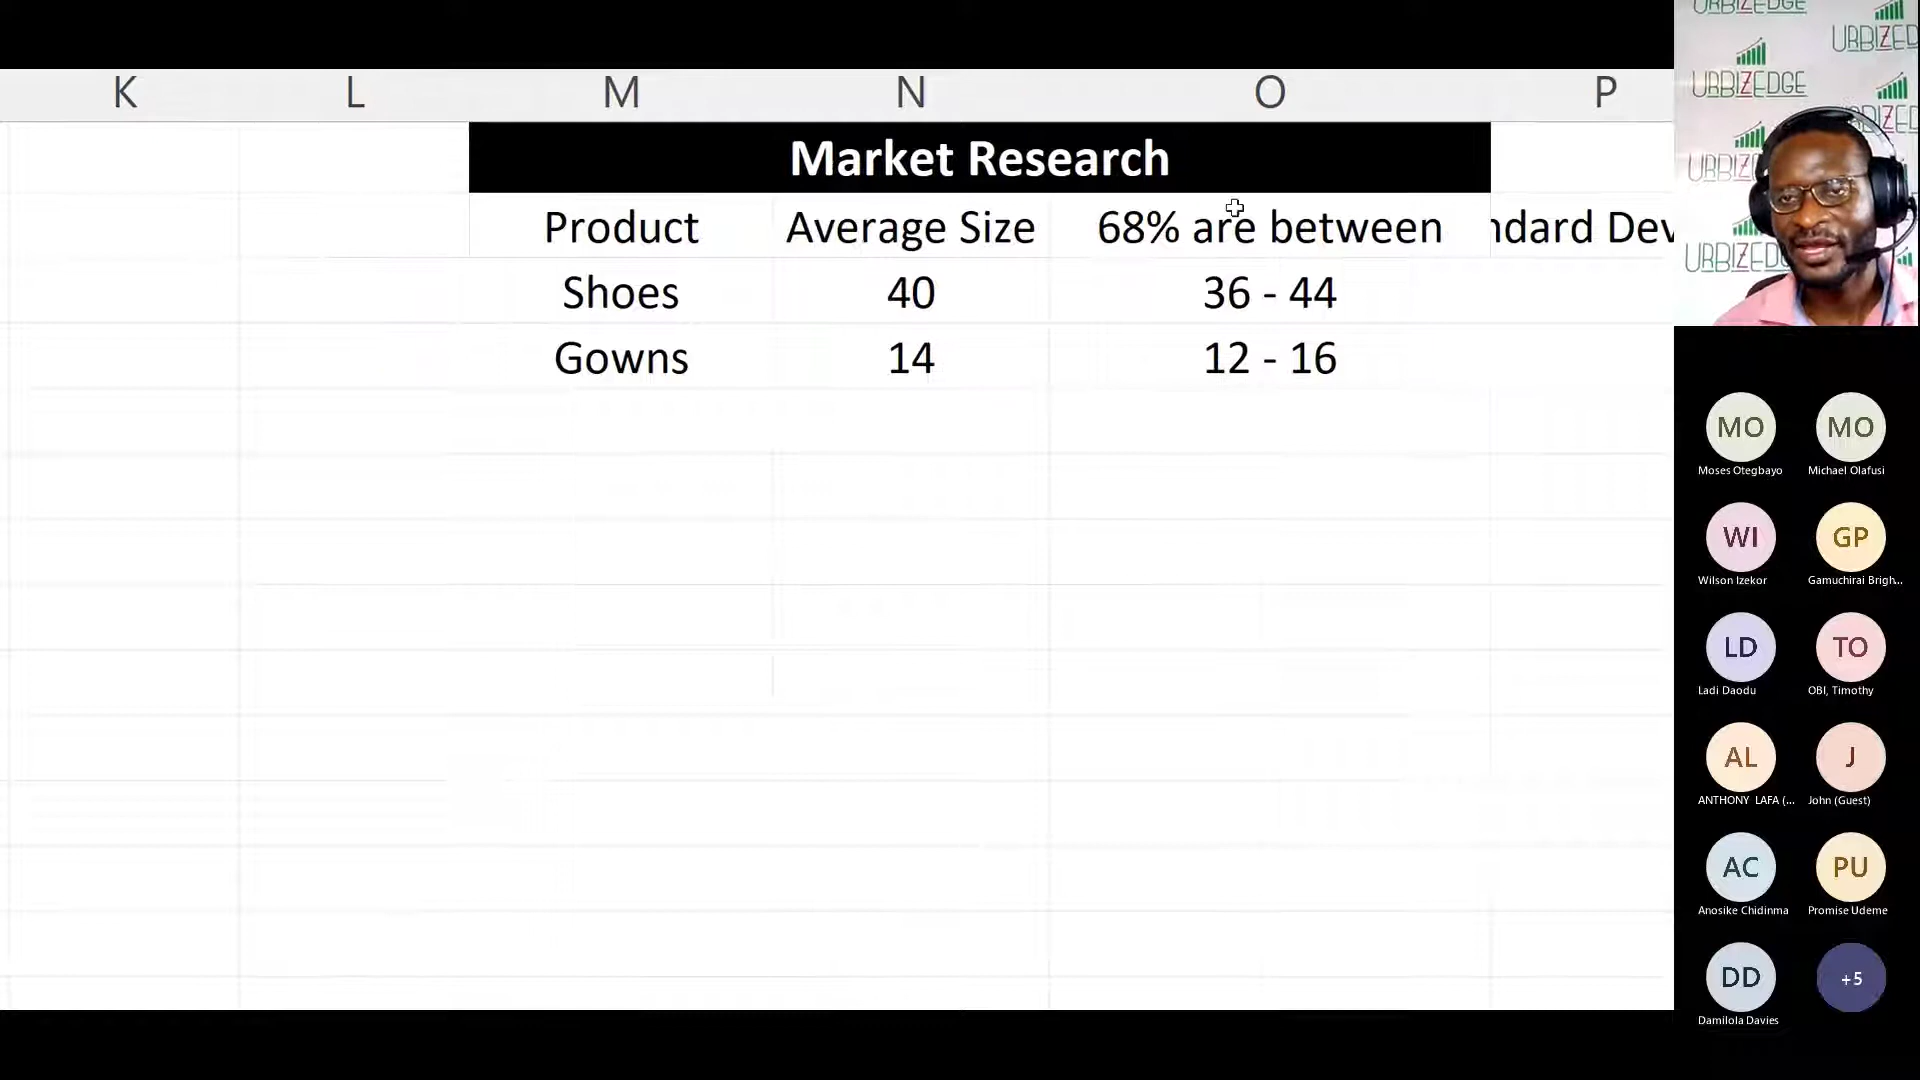 K L M N O P
Market Research
Product Average Size 68% are between ndard Dev
Shoes 40 36 - 44
Gowns 14 12 - 16
URBIZEDGE
MO MO
Moses Otegbayo Michael Olafusi
WI GP
Wilson Izekor Gamuchirai Brigh...
LD TO
Ladi Daodu OBI, Timothy
AL J
ANTHONY LAFA (... John (Guest)
AC PU
Anosike Chidinma Promise Udeme
DD +5
Damilola Davies